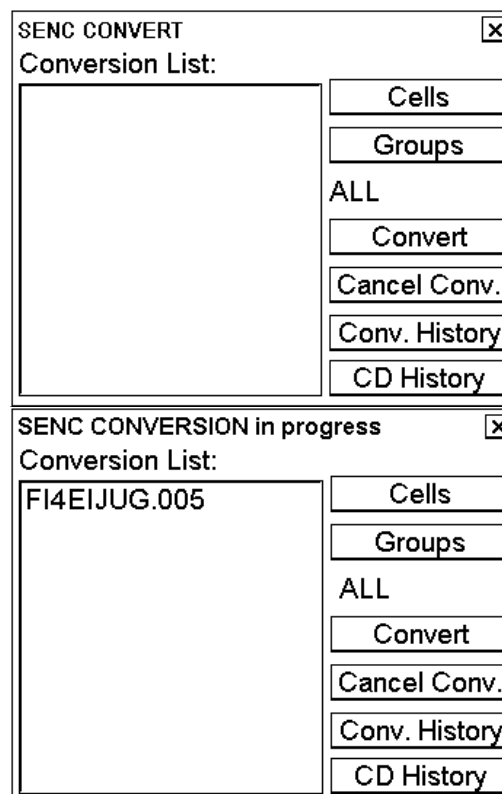 SENC CONVERT
Conversion List:
Cells
Groups
ALL
Convert
Cancel Conv.
Conv. History
CD History
SENC CONVERSION in progress
Conversion List:
FI4EIJUG.005
Cells
Groups
ALL
Convert
Cancel Conv.
Conv. History
CD History